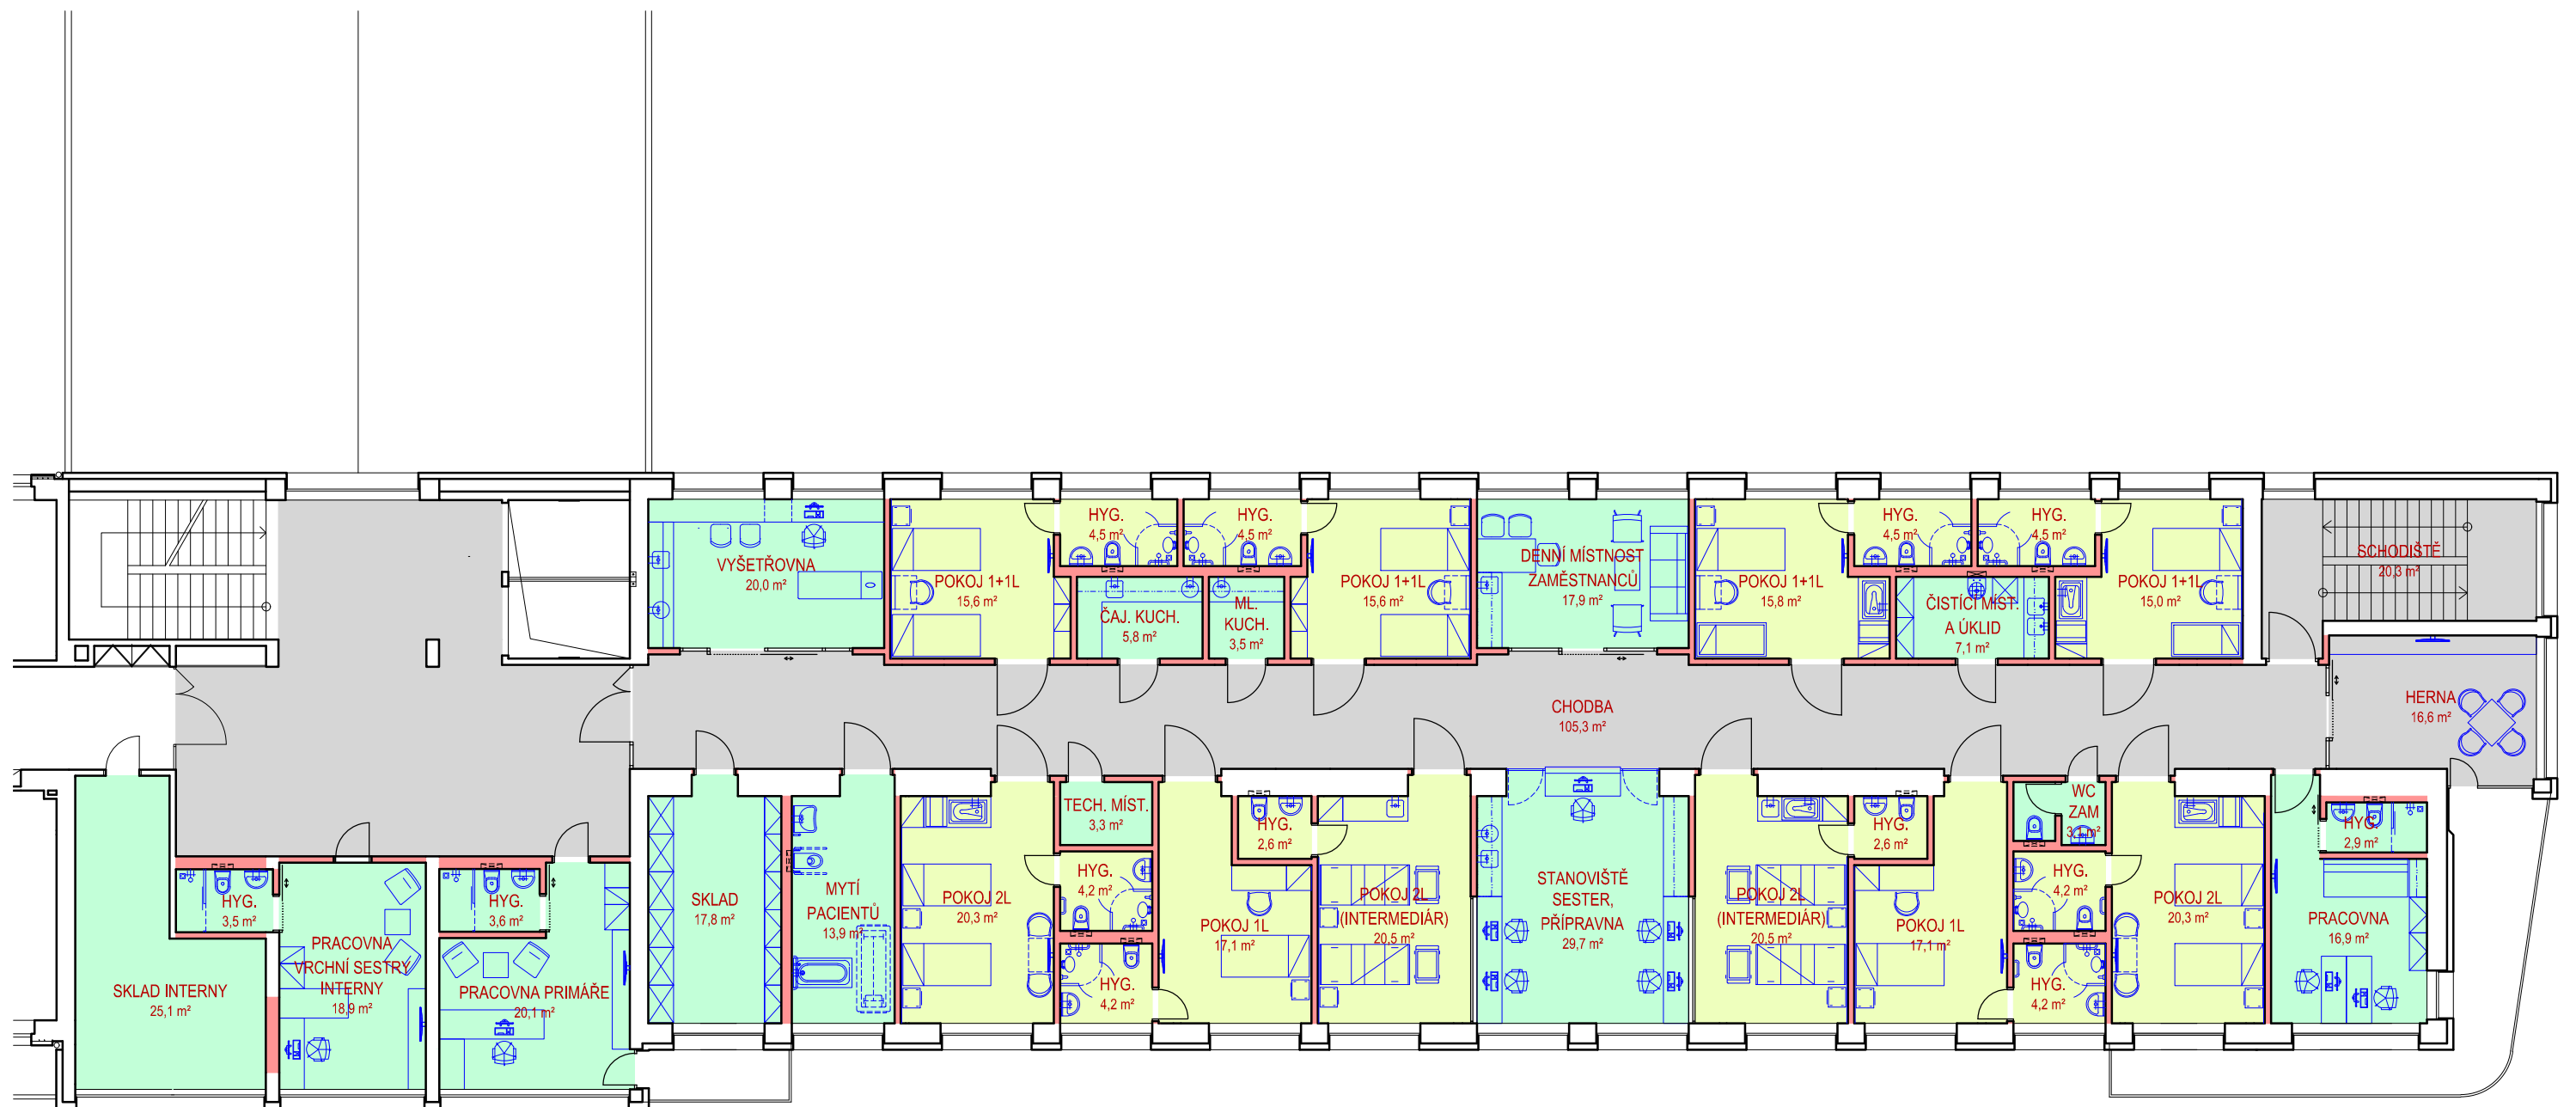 HYG.
4,5 m²
HYG.
4,5 m²
HYG.
4,5 m²
HYG.
4,5 m²
VYŠETŘOVNA
20,0 m²
POKOJ 1+1L
15,6 m²
ČAJ. KUCH.
5,8 m²
ML.
KUCH.
3,5 m²
POKOJ 1+1L
15,6 m²
DENNÍ MÍSTNOST
ZAMĚSTNANCŮ
17,9 m²
POKOJ 1+1L
15,8 m²
ČISTÍCÍ MÍST.
A ÚKLID
7,1 m²
POKOJ 1+1L
15,0 m²
SCHODIŠTĚ
20,3 m²
CHODBA
105,3 m²
HERNA
16,6 m²
SKLAD INTERNY
25,1 m²
HYG.
3,5 m²
PRACOVNA
VRCHNÍ SESTRY
INTERNY
18,9 m²
HYG.
3,6 m²
PRACOVNA PRIMÁŘE
20,1 m²
SKLAD
17,8 m²
MYTÍ
PACIENTŮ
13,9 m²
POKOJ 2L
20,3 m²
TECH. MÍST.
3,3 m²
HYG.
4,2 m²
HYG.
4,2 m²
POKOJ 1L
17,1 m²
HYG.
2,6 m²
POKOJ 2L
(INTERMEDIÁR)
20,5 m²
STANOVIŠTĚ
SESTER,
PŘÍPRAVNA
29,7 m²
POKOJ 2L
(INTERMEDIÁR)
20,5 m²
HYG.
2,6 m²
POKOJ 1L
17,1 m²
WC
ZAM
HYG.
4,2 m²
HYG.
4,2 m²
POKOJ 2L
20,3 m²
HYG.
2,9 m²
PRACOVNA
16,9 m²